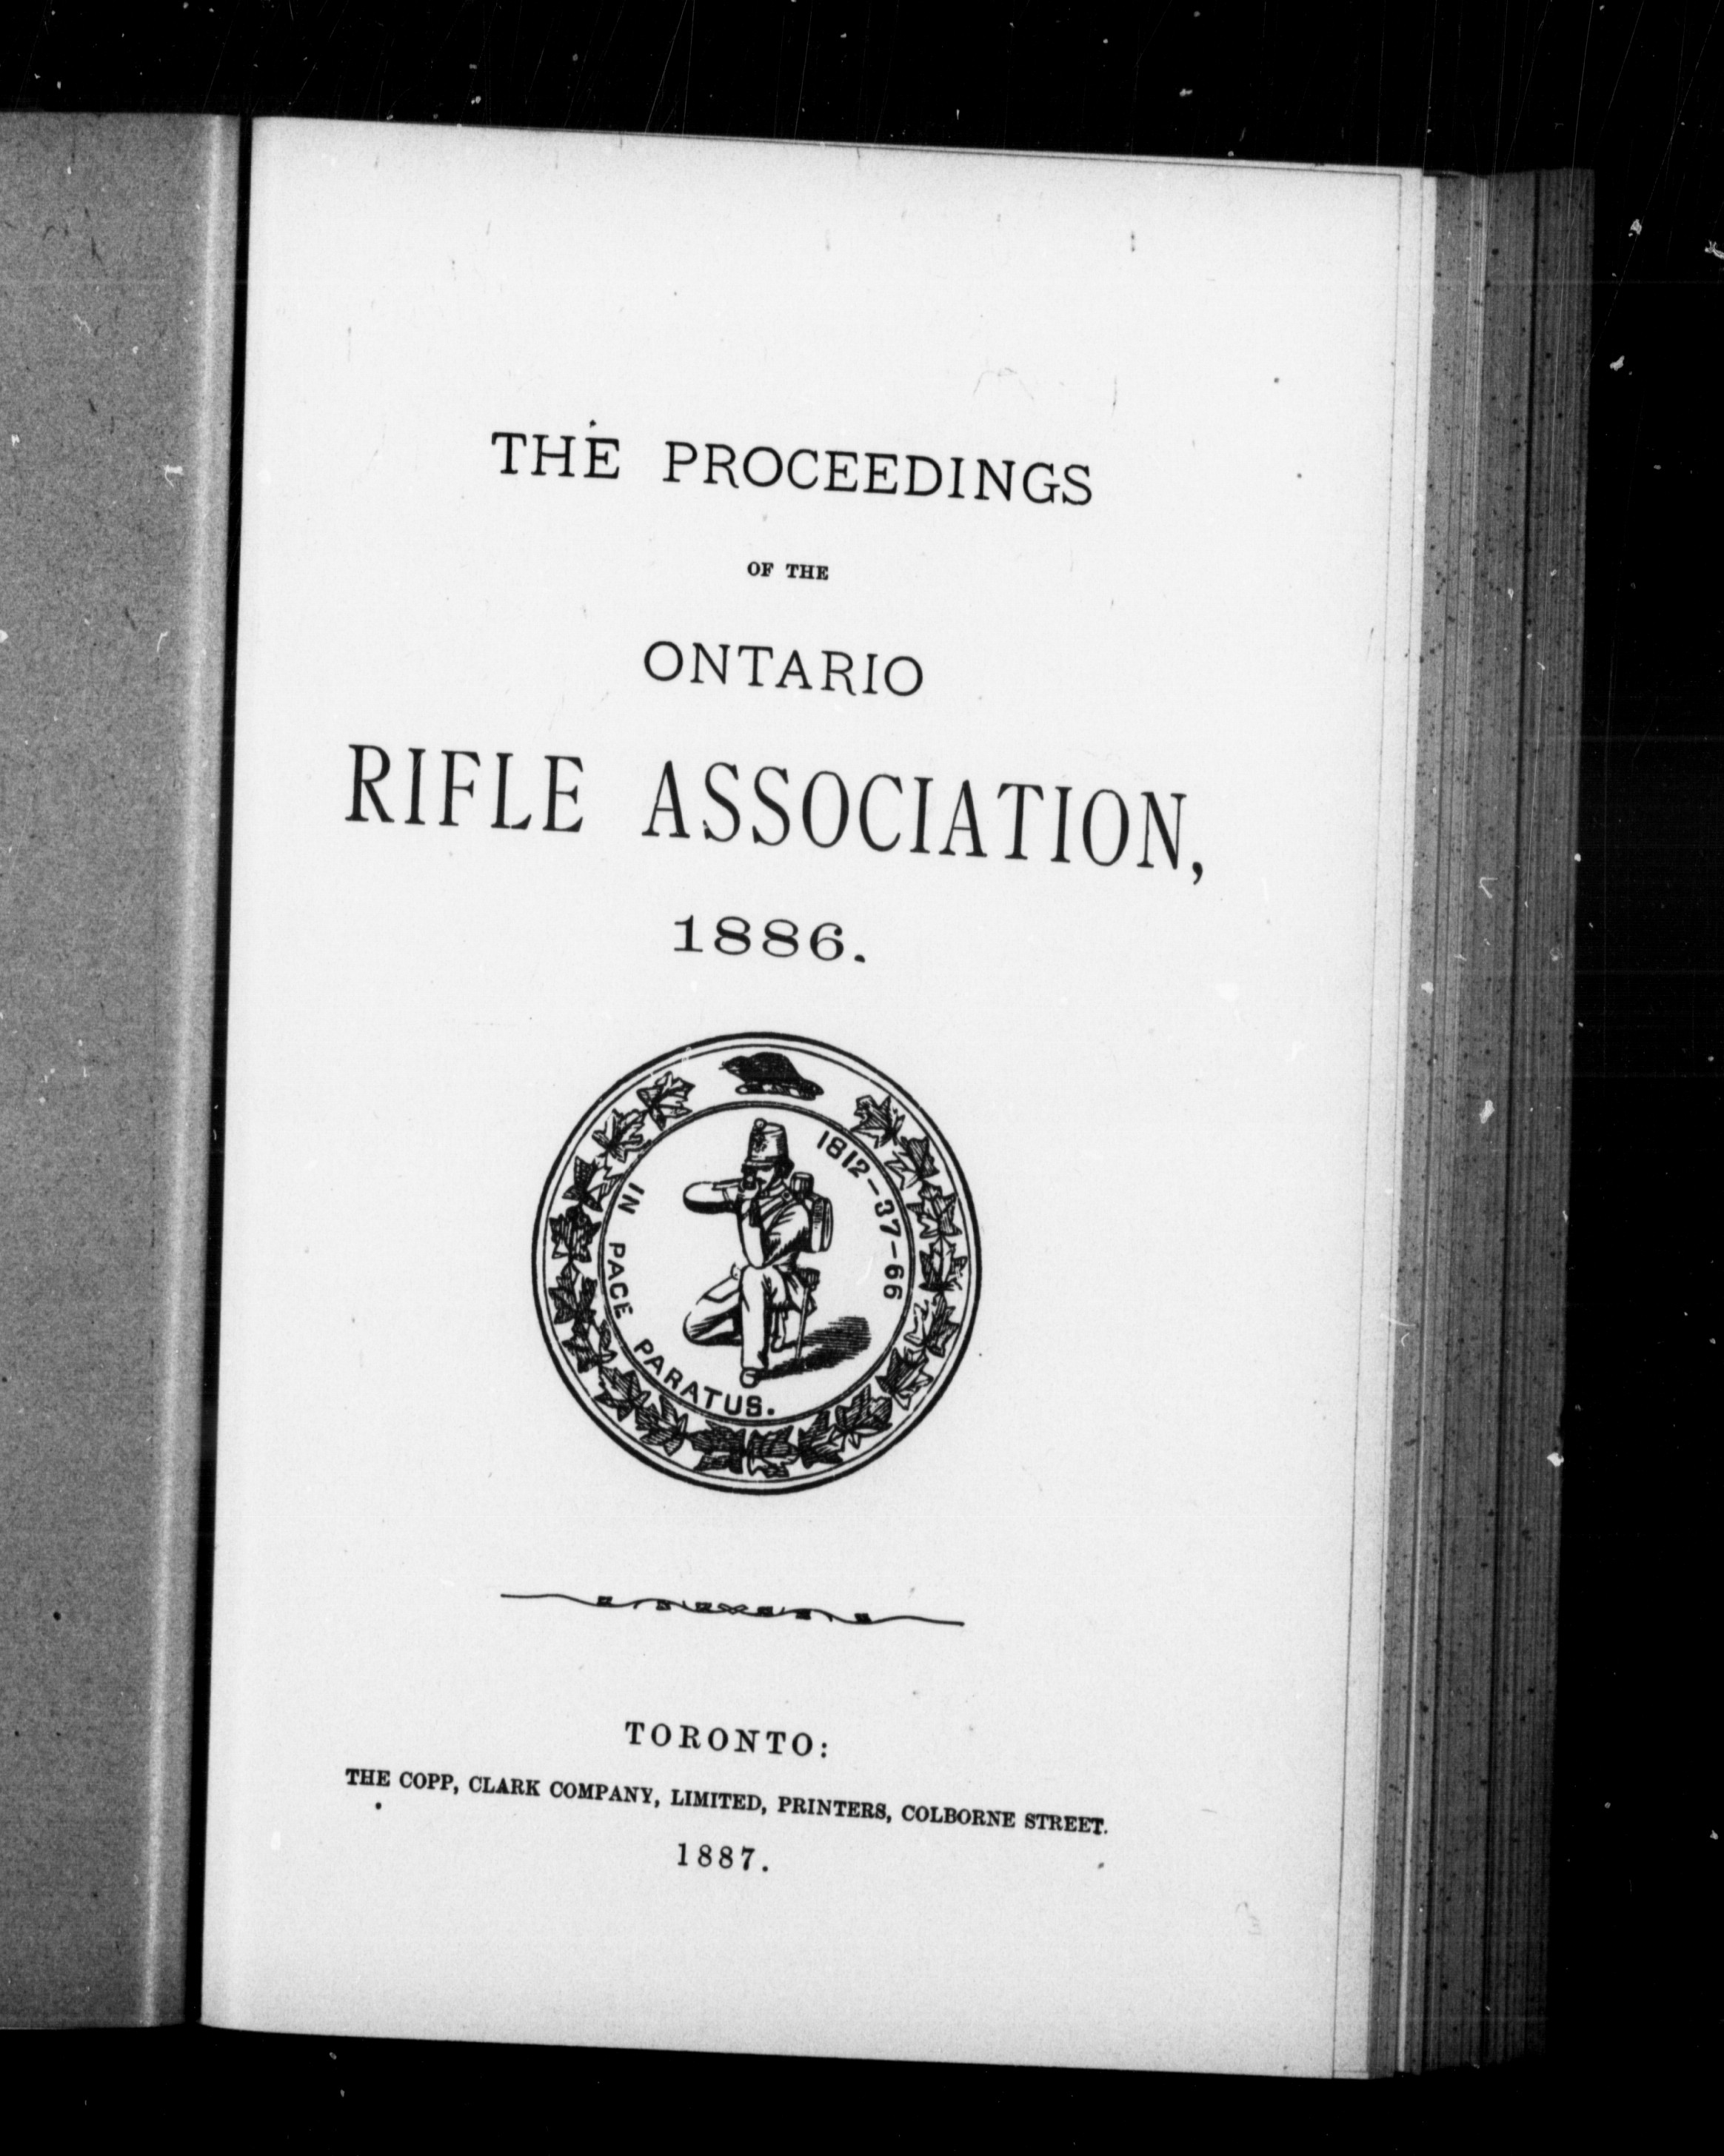 THE PROCEEDINGS
OF THE
ONTARIO
RIFLE ASSOCIATION,
1886.
1812-37-66
IN PACE PARATUS.
TORONTO:
THE COPP, CLARK COMPANY, LIMITED, PRINTERS, COLBORNE STREET.
1887.